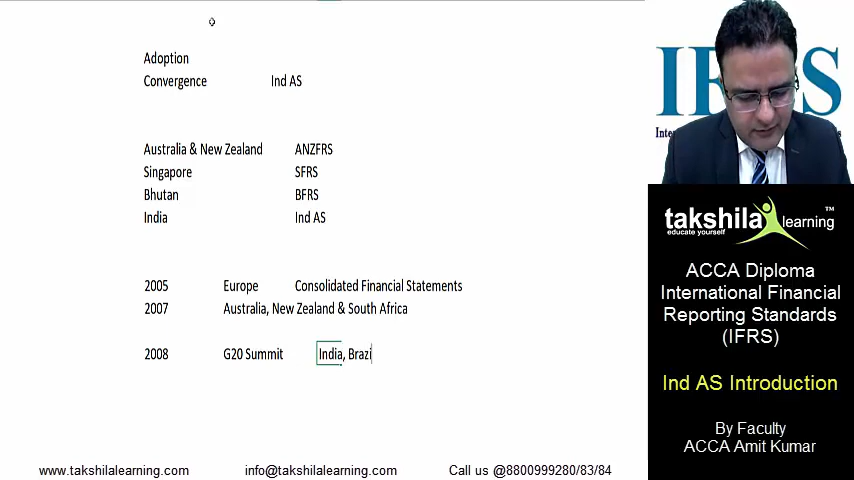 Adoption
Convergence Ind AS
Australia & New Zealand ANZFRS
Singapore SFRS
Bhutan BFRS
India Ind AS
2005 Europe Consolidated Financial Statements
2007 Australia, New Zealand & South Africa
2008 G20 Summit India, Brazi
www.takshilalearning.com info@takshilalearning.com Call us @8800999280/83/84
takshila learning™
educate yourself
ACCA Diploma
International Financial
Reporting Standards
(IFRS)
Ind AS Introduction
By Faculty
ACCA Amit Kumar